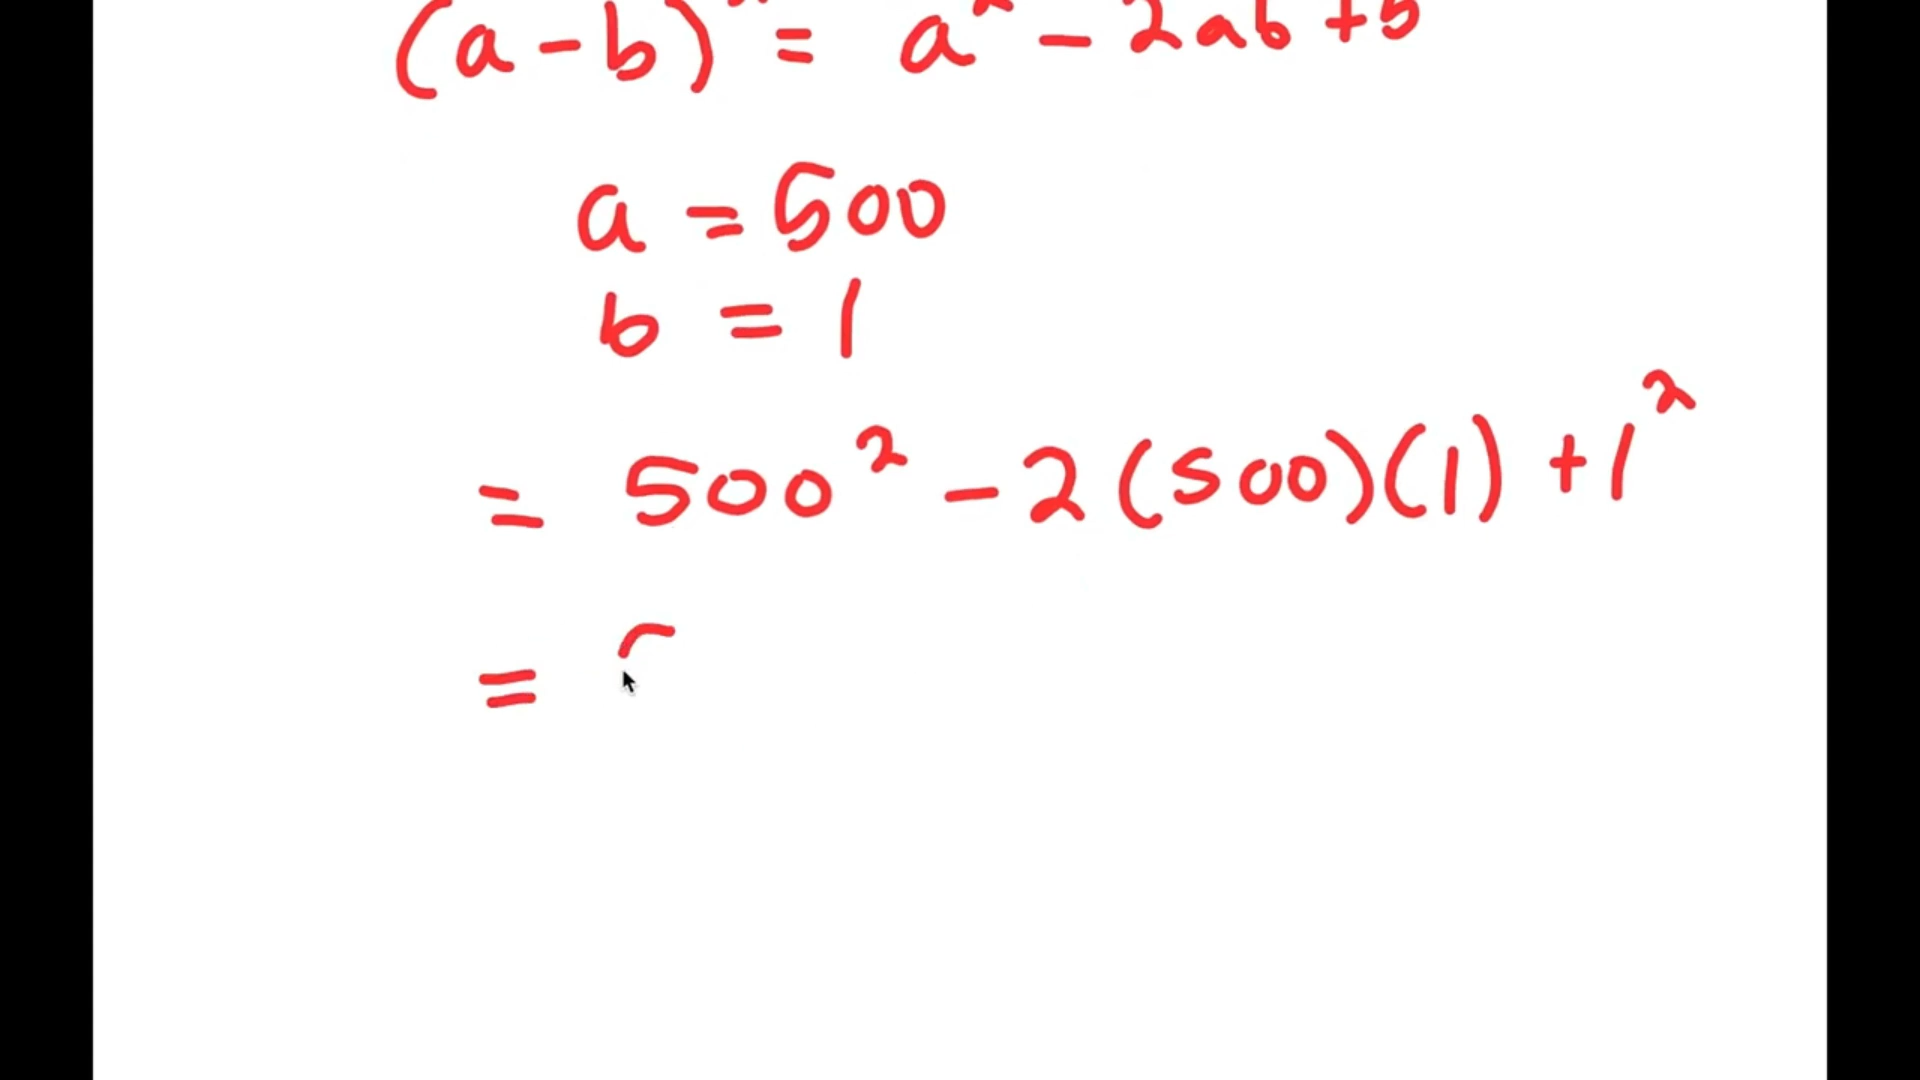 (a-b)² = a² - 2ab + b
a = 500
b = 1
= 500² - 2(500)(1) + 1²
=